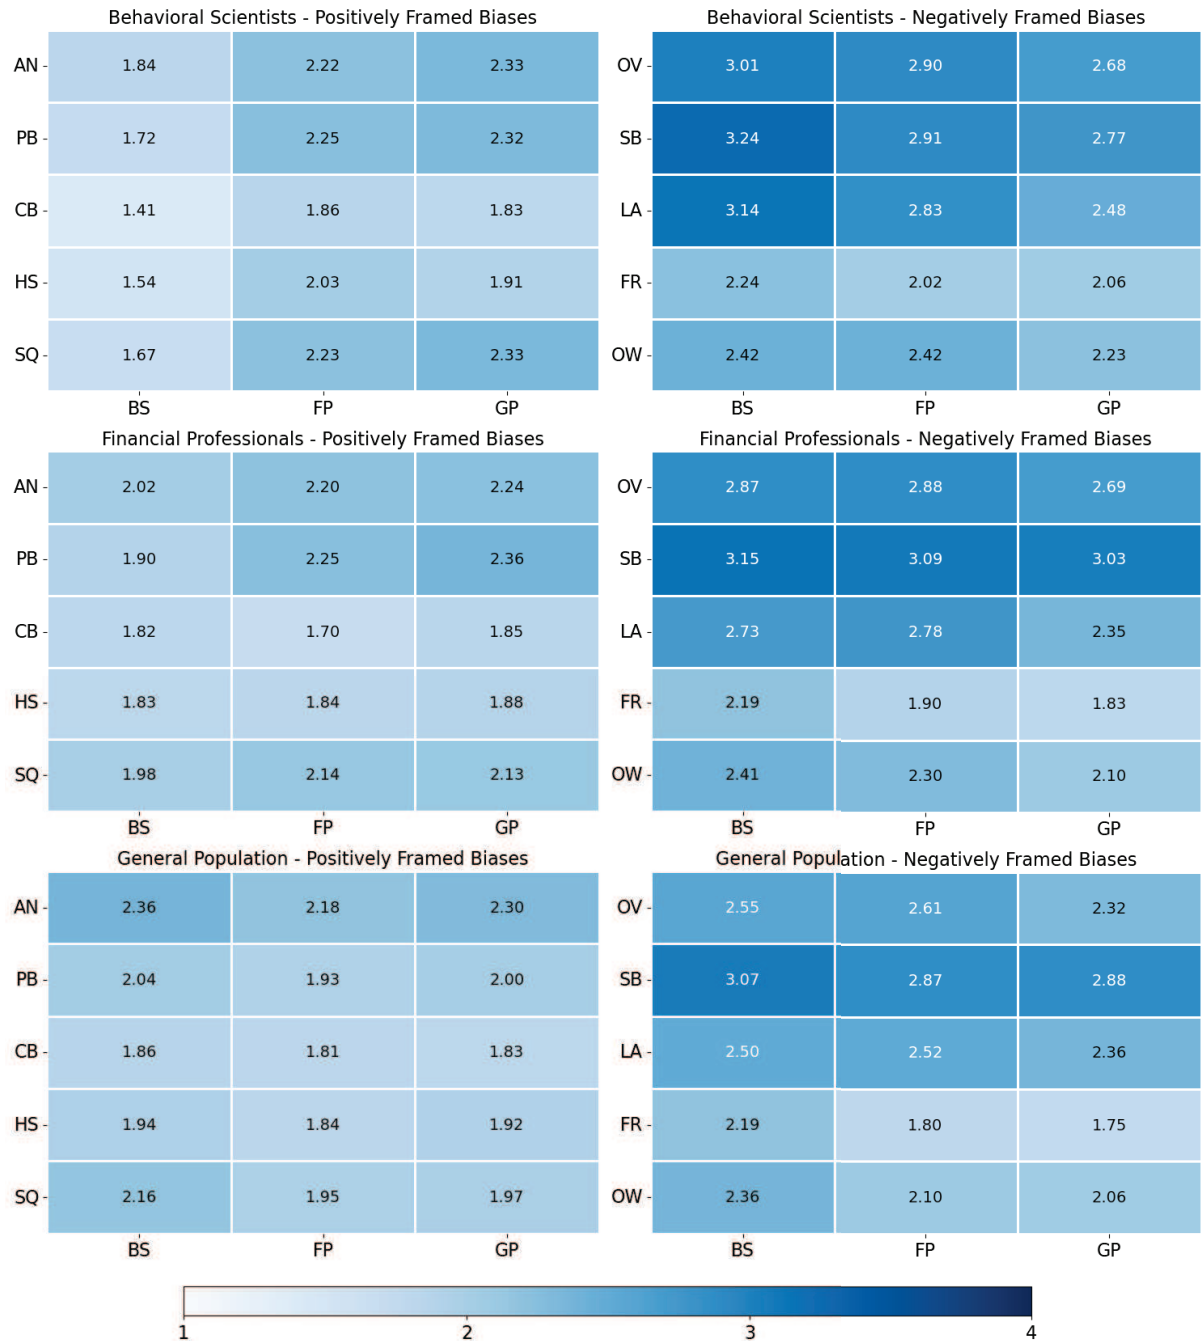 Behavioral Scientists - Positively Framed Biases
AN 1.84 2.22 2.33
PB 1.72 2.25 2.32
CB 1.41 1.86 1.83
HS 1.54 2.03 1.91
SQ 1.67 2.23 2.33
BS FP GP
Behavioral Scientists - Negatively Framed Biases
OV 3.01 2.90 2.68
SB 3.24 2.91 2.77
LA 3.14 2.83 2.48
FR 2.24 2.02 2.06
OW 2.42 2.42 2.23
BS FP GP
Financial Professionals - Positively Framed Biases
AN 2.02 2.20 2.24
PB 1.90 2.25 2.36
CB 1.82 1.70 1.85
HS 1.83 1.84 1.88
SQ 1.98 2.14 2.13
BS FP GP
Financial Professionals - Negatively Framed Biases
OV 2.87 2.88 2.69
SB 3.15 3.09 3.03
LA 2.73 2.78 2.35
FR 2.19 1.90 1.83
OW 2.41 2.30 2.10
BS FP GP
General Population - Positively Framed Biases
AN 2.36 2.18 2.30
PB 2.04 1.93 2.00
CB 1.86 1.81 1.83
HS 1.94 1.84 1.92
SQ 2.16 1.95 1.97
BS FP GP
General Population - Negatively Framed Biases
OV 2.55 2.61 2.32
SB 3.07 2.87 2.88
LA 2.50 2.52 2.36
FR 2.19 1.80 1.75
OW 2.36 2.10 2.06
BS FP GP
1 2 3 4